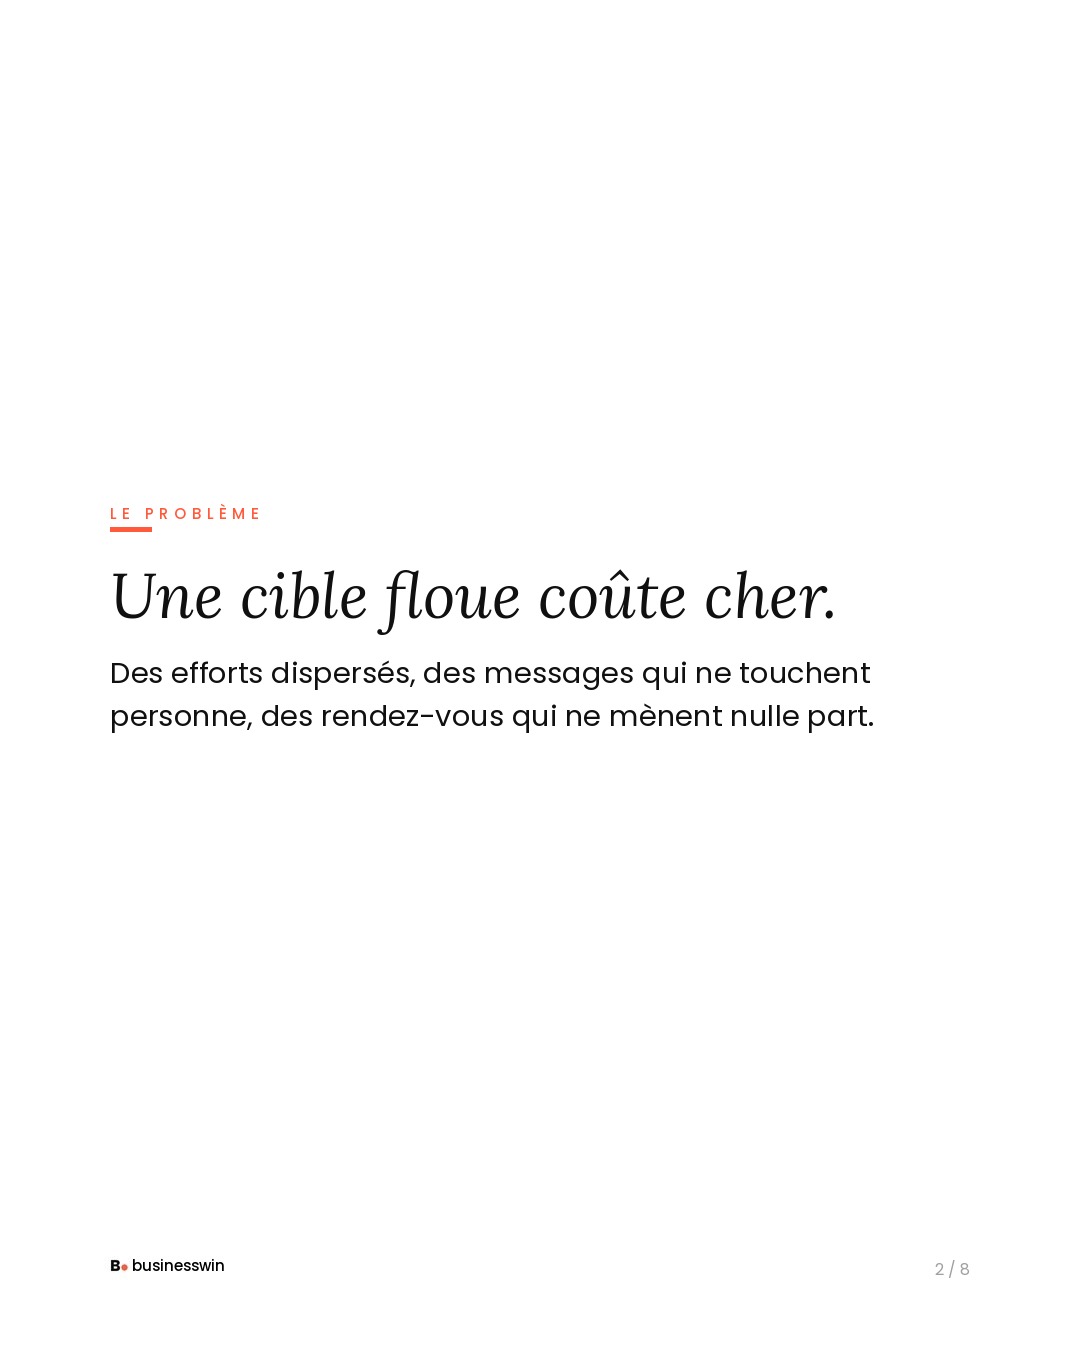 LE PROBLÈME
Une cible floue coûte cher.
Des efforts dispersés, des messages qui ne touchent
personne, des rendez-vous qui ne mènent nulle part.
B businesswin
2 / 8